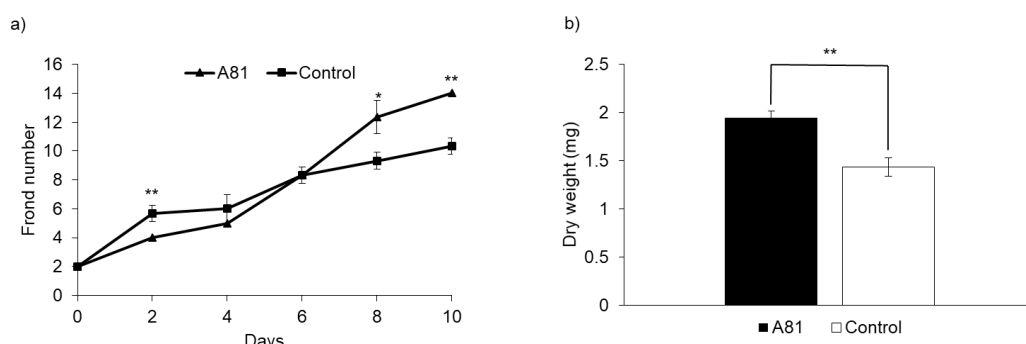 a)
b)
A81
Control
Frond number
16
14
12
10
8
6
4
2
0
**
*
**
0 2 4 6 8 10
Days
**
Dry weight (mg)
2.5
2
1.5
1
0.5
0
A81 Control